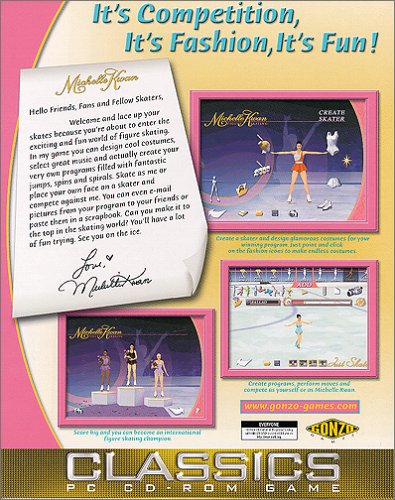 It's Competition,
It's Fashion, It's Fun!
Michelle Kwan
Hello Friends, Fans and Fellow Skaters,
Welcome and lace up your
skates because you're about to enter the
exciting and fun world of figure skating.
In my game you can design cool costumes,
select great music and actually create your
very own programs filled with fantastic
jumps, spins and spirals. Skate as me or
place your own face on a skater and
compete against me. You can even e-mail
pictures from your program to your friends or
paste them in a scrapbook. Can you make it to
the top in the skating world? You'll have a lot
of fun trying. See you on the ice.
Love,
Michelle Kwan
Michelle Kwan
FIGURE SKATING
CREATE
SKATER
Create a skater and design glamorous costumes for your
winning program. Just point and click
on the fashion icons to make endless costumes.
Just Skate
Create programs, perform moves and
compete as yourself or as Michelle Kwan.
Michelle Kwan
Score big and you can become an international
figure skating champion.
www.gonzo-games.com
EVERYONE
GONZO
GAMES
CLASSICS
PC CD-ROM GAME